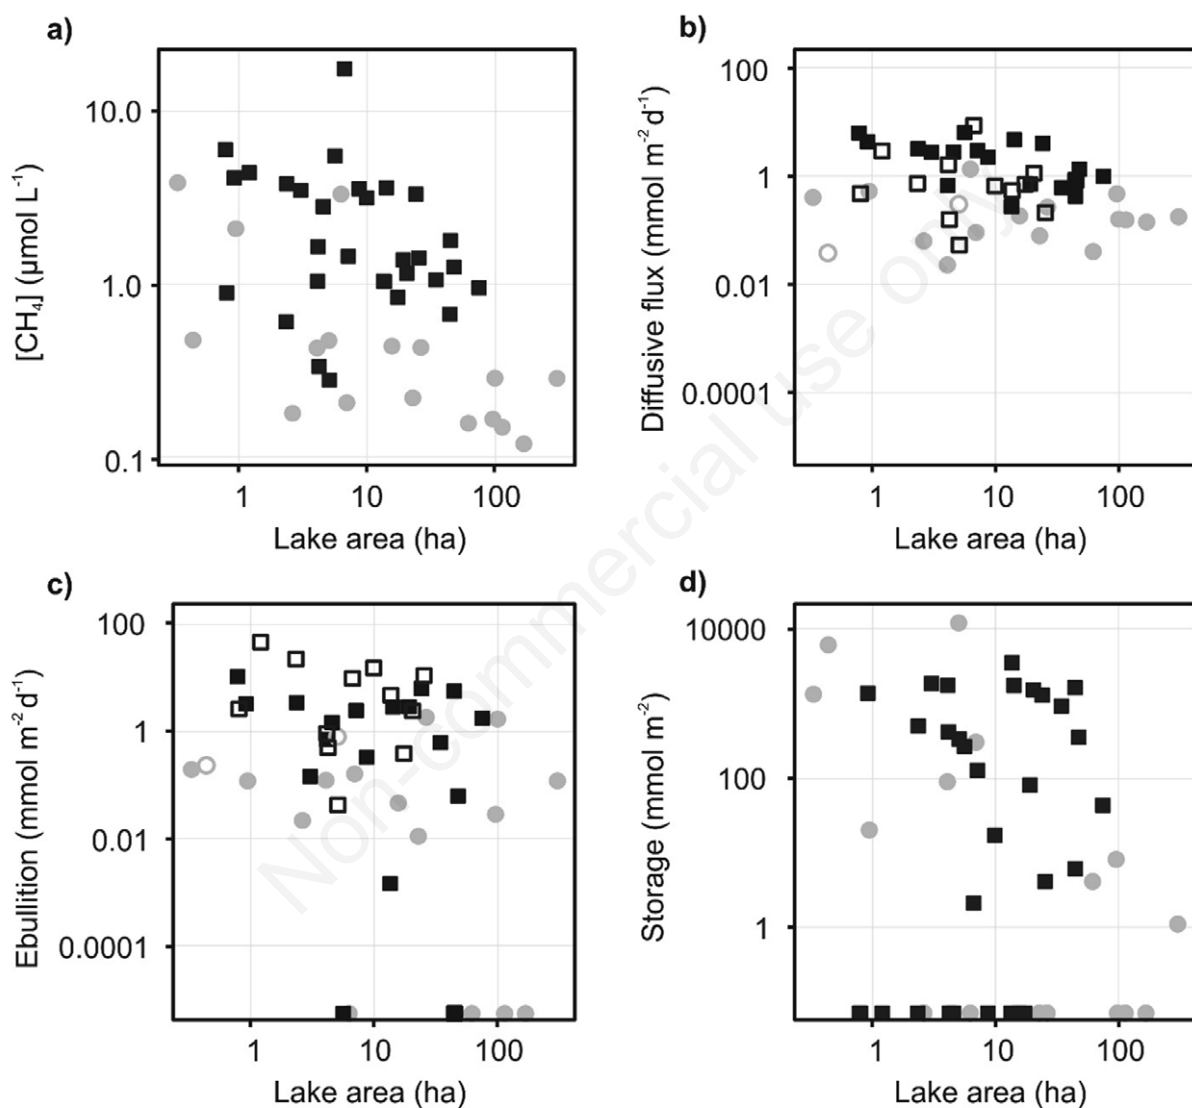 a)
[CH₄] (μmol L⁻¹)
10.0
1.0
0.1
1 10 100
Lake area (ha)
b)
Diffusive flux (mmol m⁻² d⁻¹)
100
1
0.01
0.0001
1 10 100
Lake area (ha)
c)
Ebullition (mmol m⁻² d⁻¹)
100
1
0.01
0.0001
1 10 100
Lake area (ha)
d)
Storage (mmol m⁻²)
10000
100
1
1 10 100
Lake area (ha)
Non-commercial use only